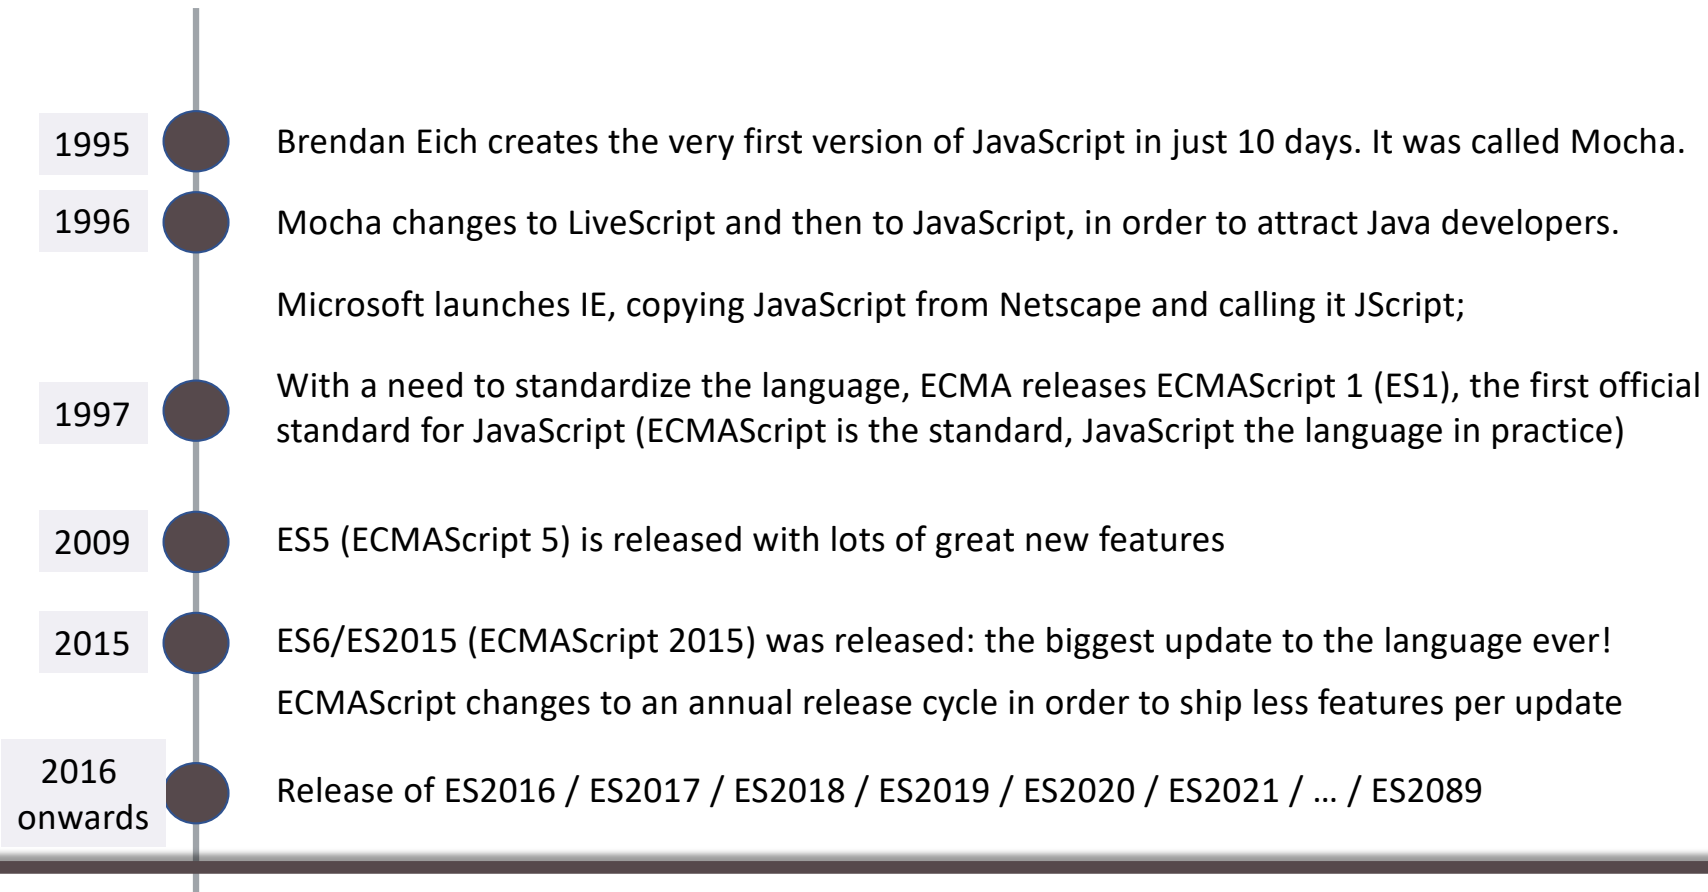 1995
Brendan Eich creates the very first version of JavaScript in just 10 days. It was called Mocha.
1996
Mocha changes to LiveScript and then to JavaScript, in order to attract Java developers.
Microsoft launches IE, copying JavaScript from Netscape and calling it JScript;
1997
With a need to standardize the language, ECMA releases ECMAScript 1 (ES1), the first official
standard for JavaScript (ECMAScript is the standard, JavaScript the language in practice)
2009
ES5 (ECMAScript 5) is released with lots of great new features
2015
ES6/ES2015 (ECMAScript 2015) was released: the biggest update to the language ever!
ECMAScript changes to an annual release cycle in order to ship less features per update
2016
onwards
Release of ES2016 / ES2017 / ES2018 / ES2019 / ES2020 / ES2021 / … / ES2089